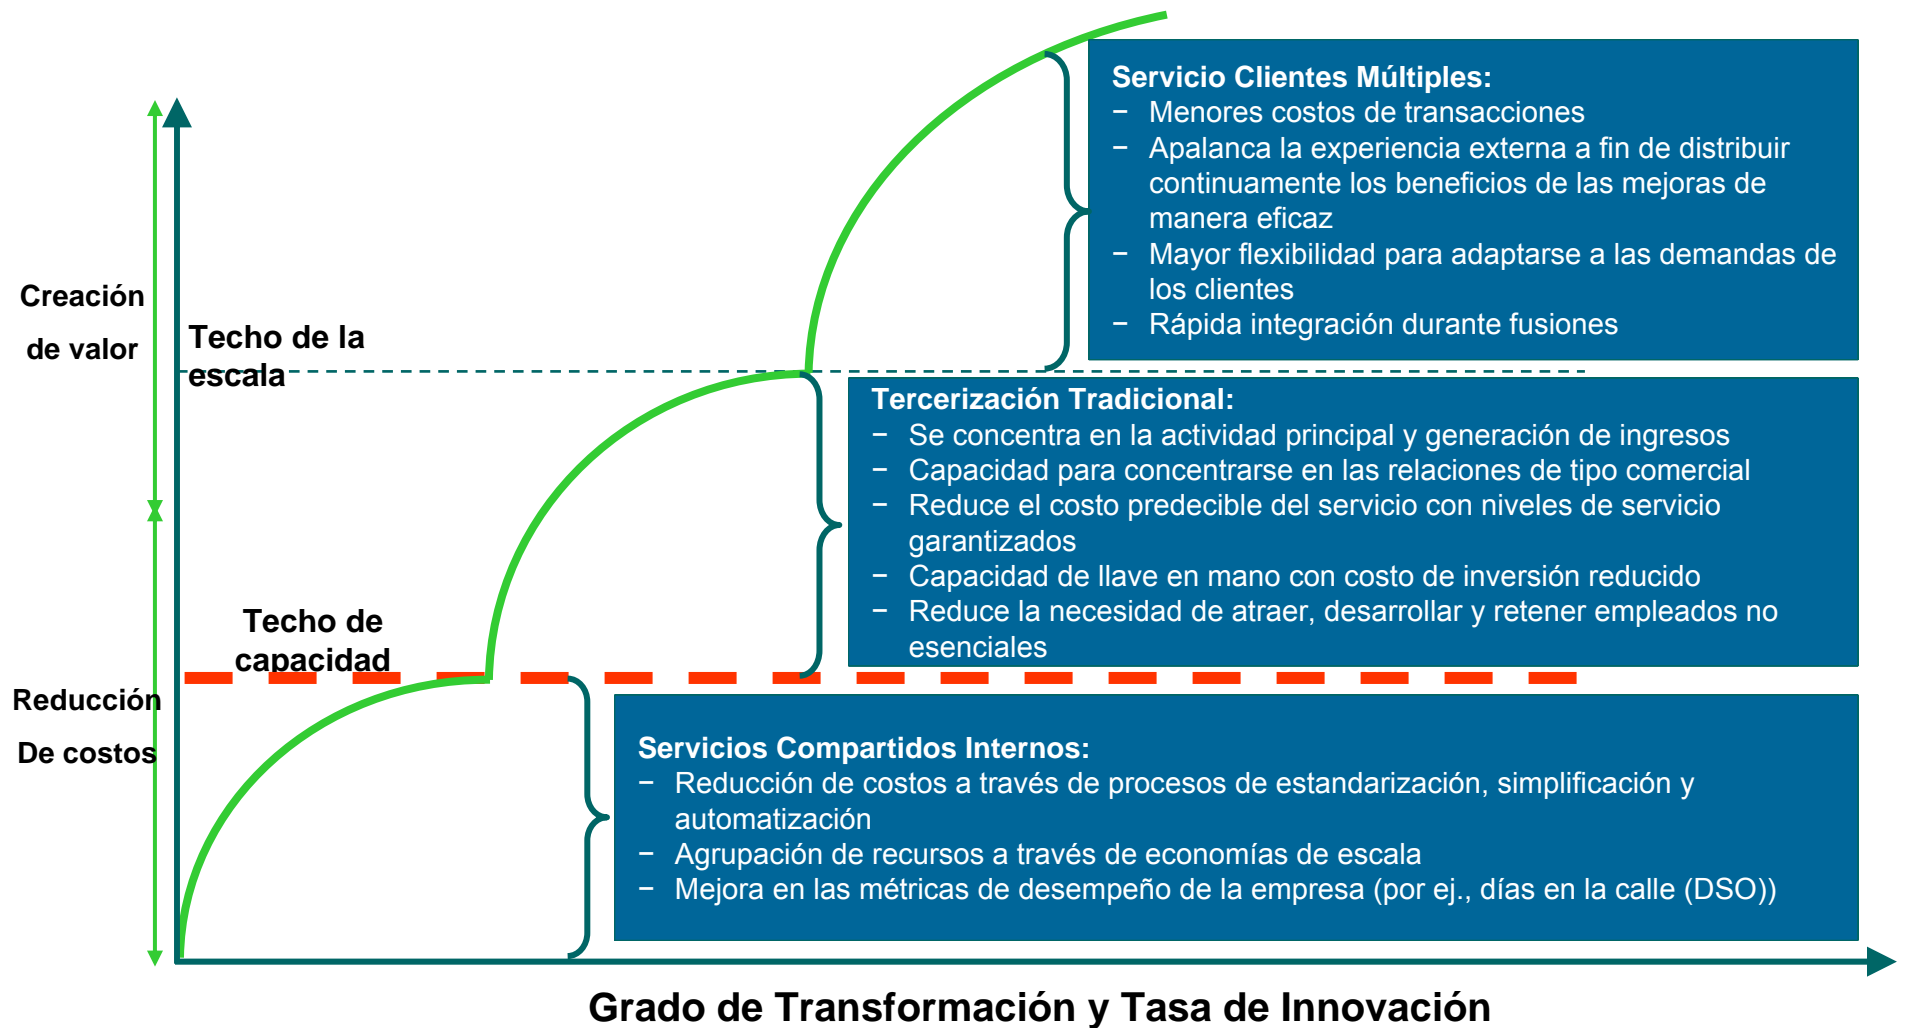 Servicio Clientes Múltiples:
− Menores costos de transacciones
− Apalanca la experiencia externa a fin de distribuir
continuamente los beneficios de las mejoras de
manera eficaz
− Mayor flexibilidad para adaptarse a las demandas de
los clientes
− Rápida integración durante fusiones
Creación
de valor
Techo de la
escala
Tercerización Tradicional:
− Se concentra en la actividad principal y generación de ingresos
− Capacidad para concentrarse en las relaciones de tipo comercial
− Reduce el costo predecible del servicio con niveles de servicio
garantizados
− Capacidad de llave en mano con costo de inversión reducido
− Reduce la necesidad de atraer, desarrollar y retener empleados no
esenciales
Techo de
capacidad
Reducción
De costos
Servicios Compartidos Internos:
− Reducción de costos a través de procesos de estandarización, simplificación y
automatización
− Agrupación de recursos a través de economías de escala
− Mejora en las métricas de desempeño de la empresa (por ej., días en la calle (DSO))
Grado de Transformación y Tasa de Innovación